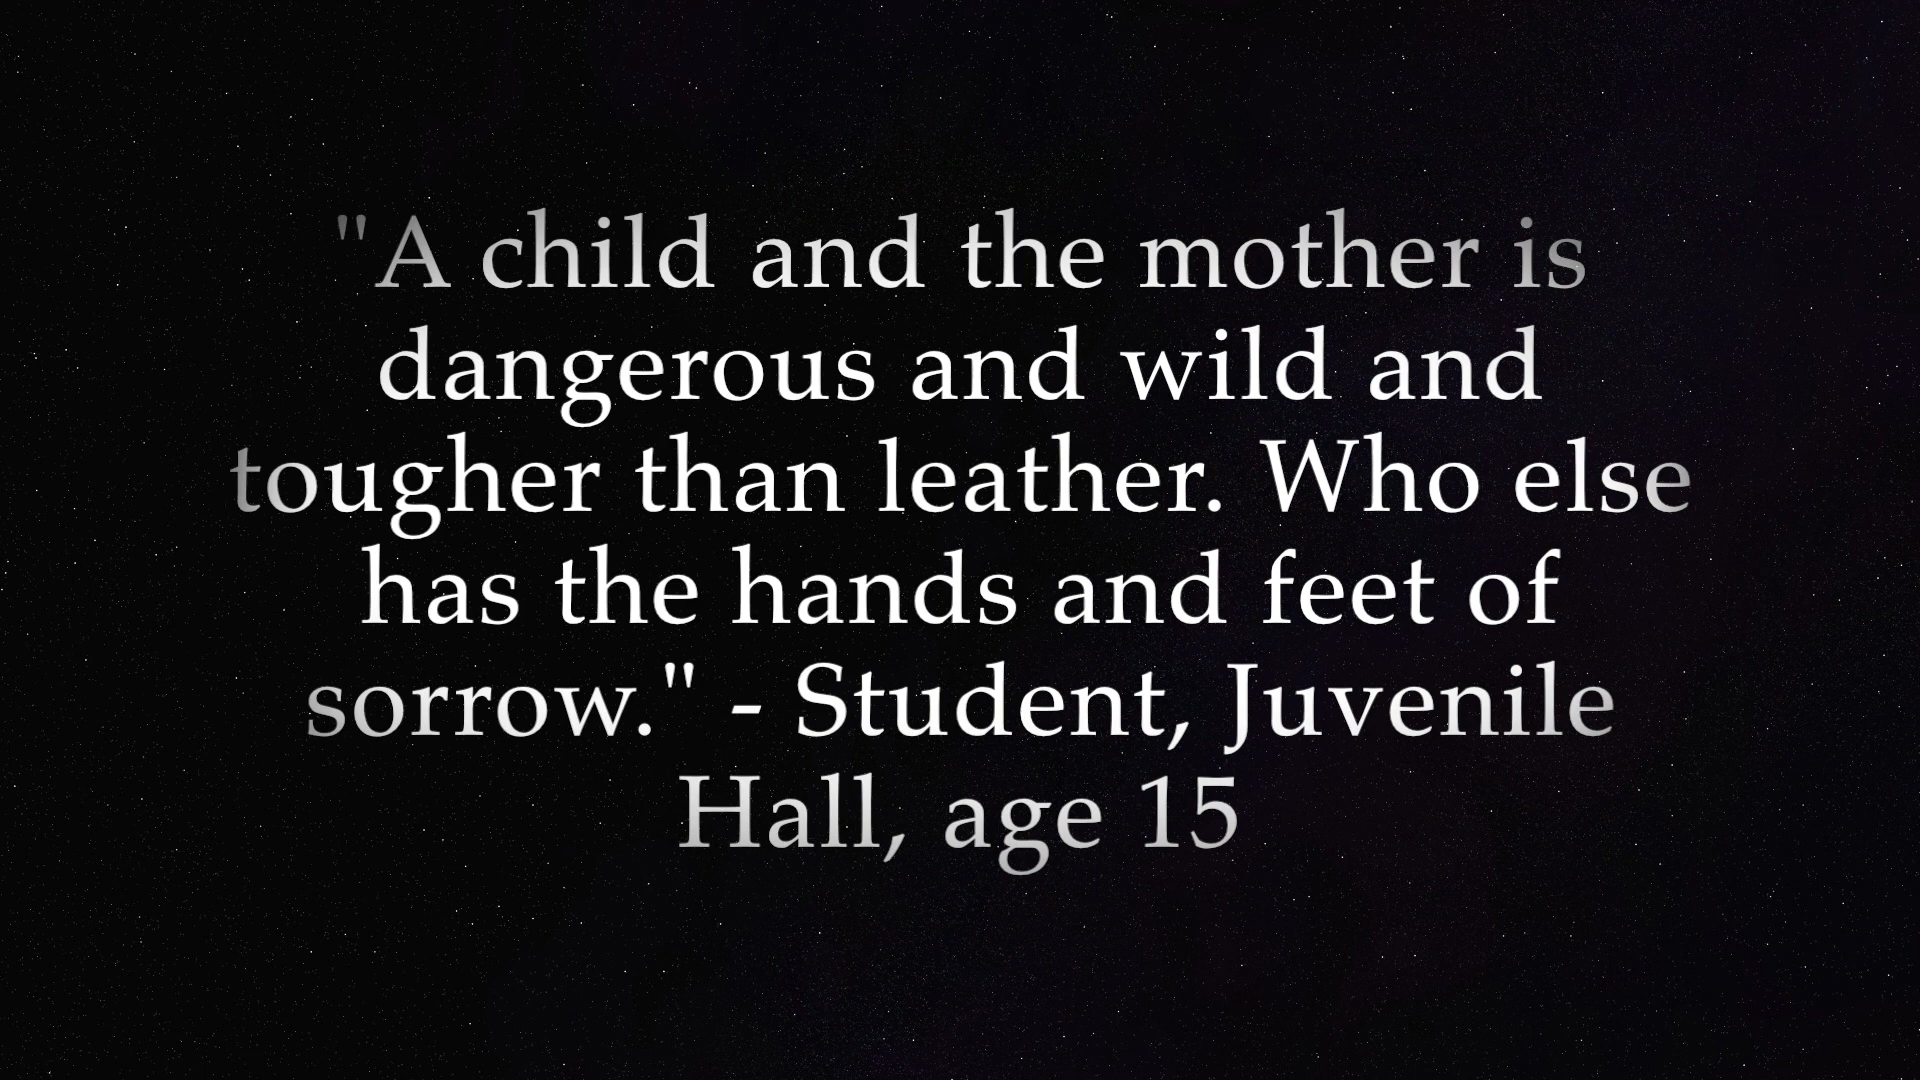 "A child and the mother is
dangerous and wild and
tougher than leather. Who else
has the hands and feet of
sorrow." - Student, Juvenile
Hall, age 15